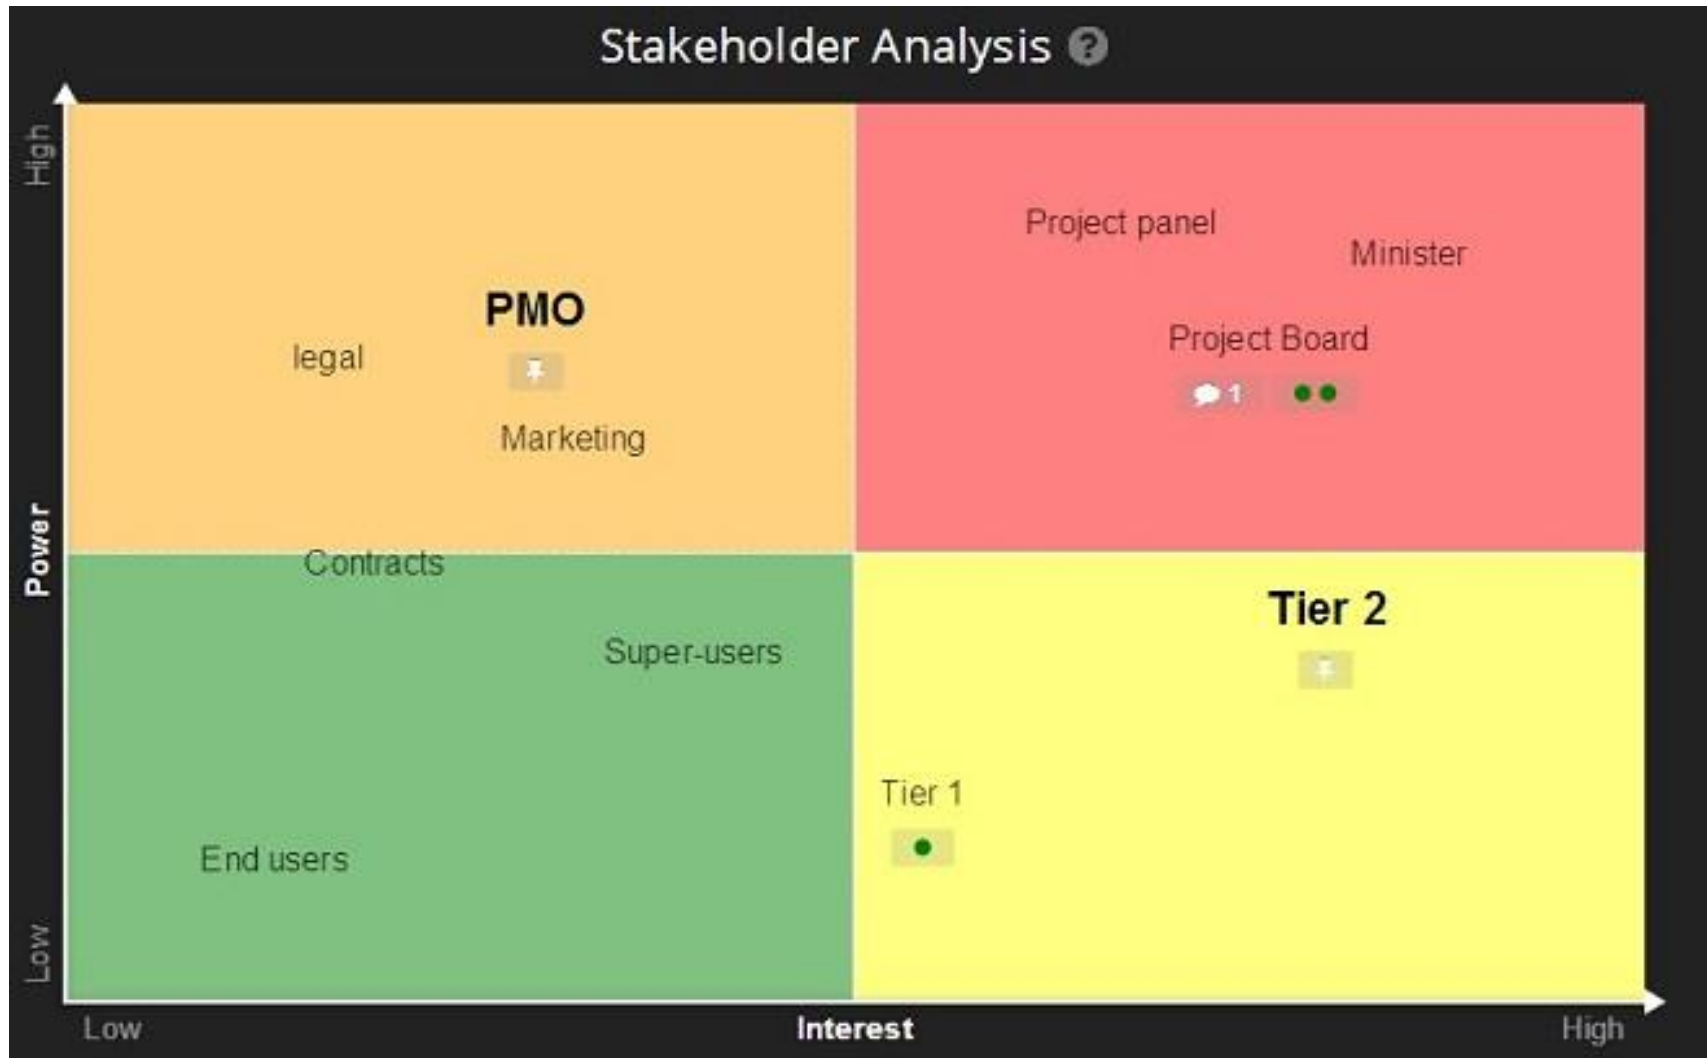 Stakeholder Analysis ?
High
Project panel
Minister
PMO
Project Board
legal
1
Marketing
Power
Contracts
Tier 2
Super-users
Tier 1
End users
Low
Low
Interest
High